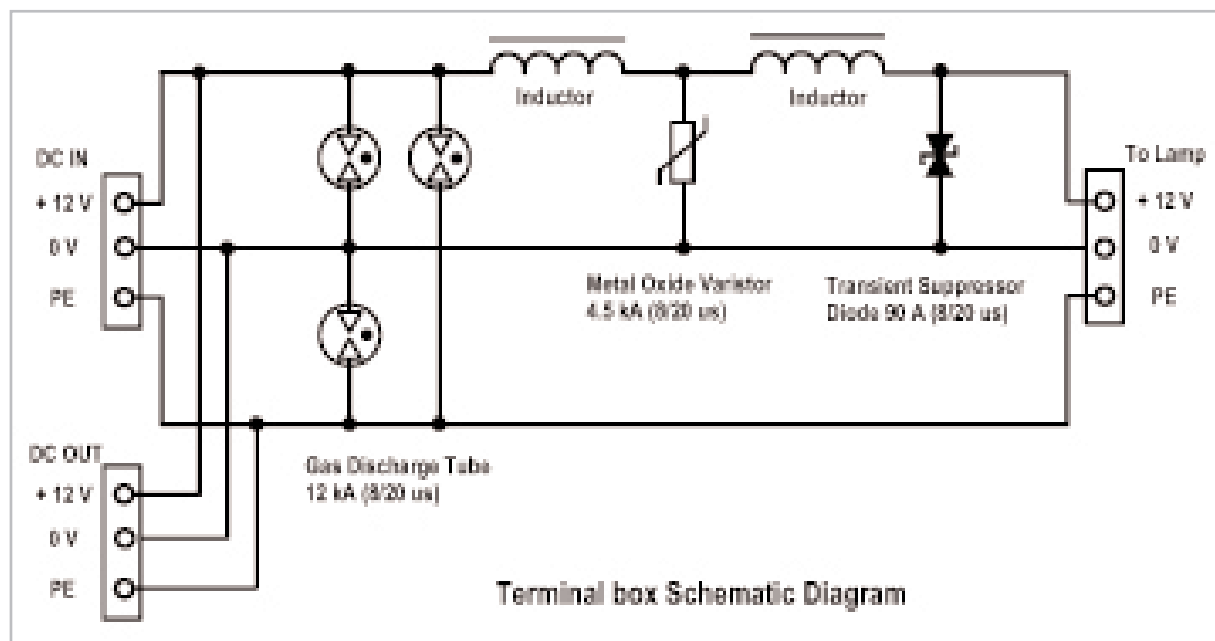 Inductor
Inductor
DC IN
+ 12 V
0 V
PE
To Lamp
+ 12 V
0 V
PE
Metal Oxide Varistor
4.5 kA (8/20 us)
Transient Suppressor
Diode 90 A (8/20 us)
DC OUT
+ 12 V
0 V
PE
Gas Discharge Tube
12 kA (8/20 us)
Terminal box Schematic Diagram